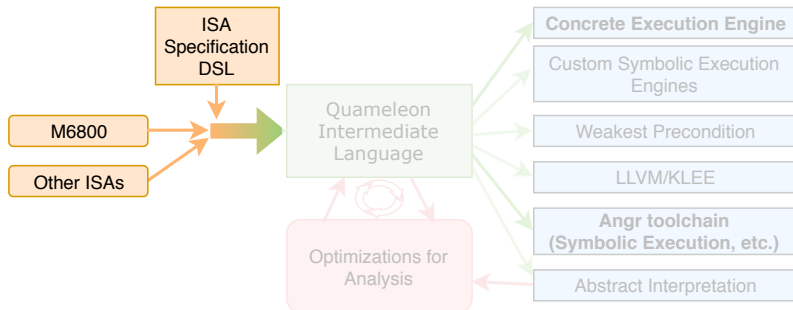 ISA
Specification
DSL
M6800
Other ISAs
Quameleon
Intermediate
Language
Optimizations for
Analysis
Concrete Execution Engine
Custom Symbolic Execution
Engines
Weakest Precondition
LLVM/KLEE
Angr toolchain
(Symbolic Execution, etc.)
Abstract Interpretation